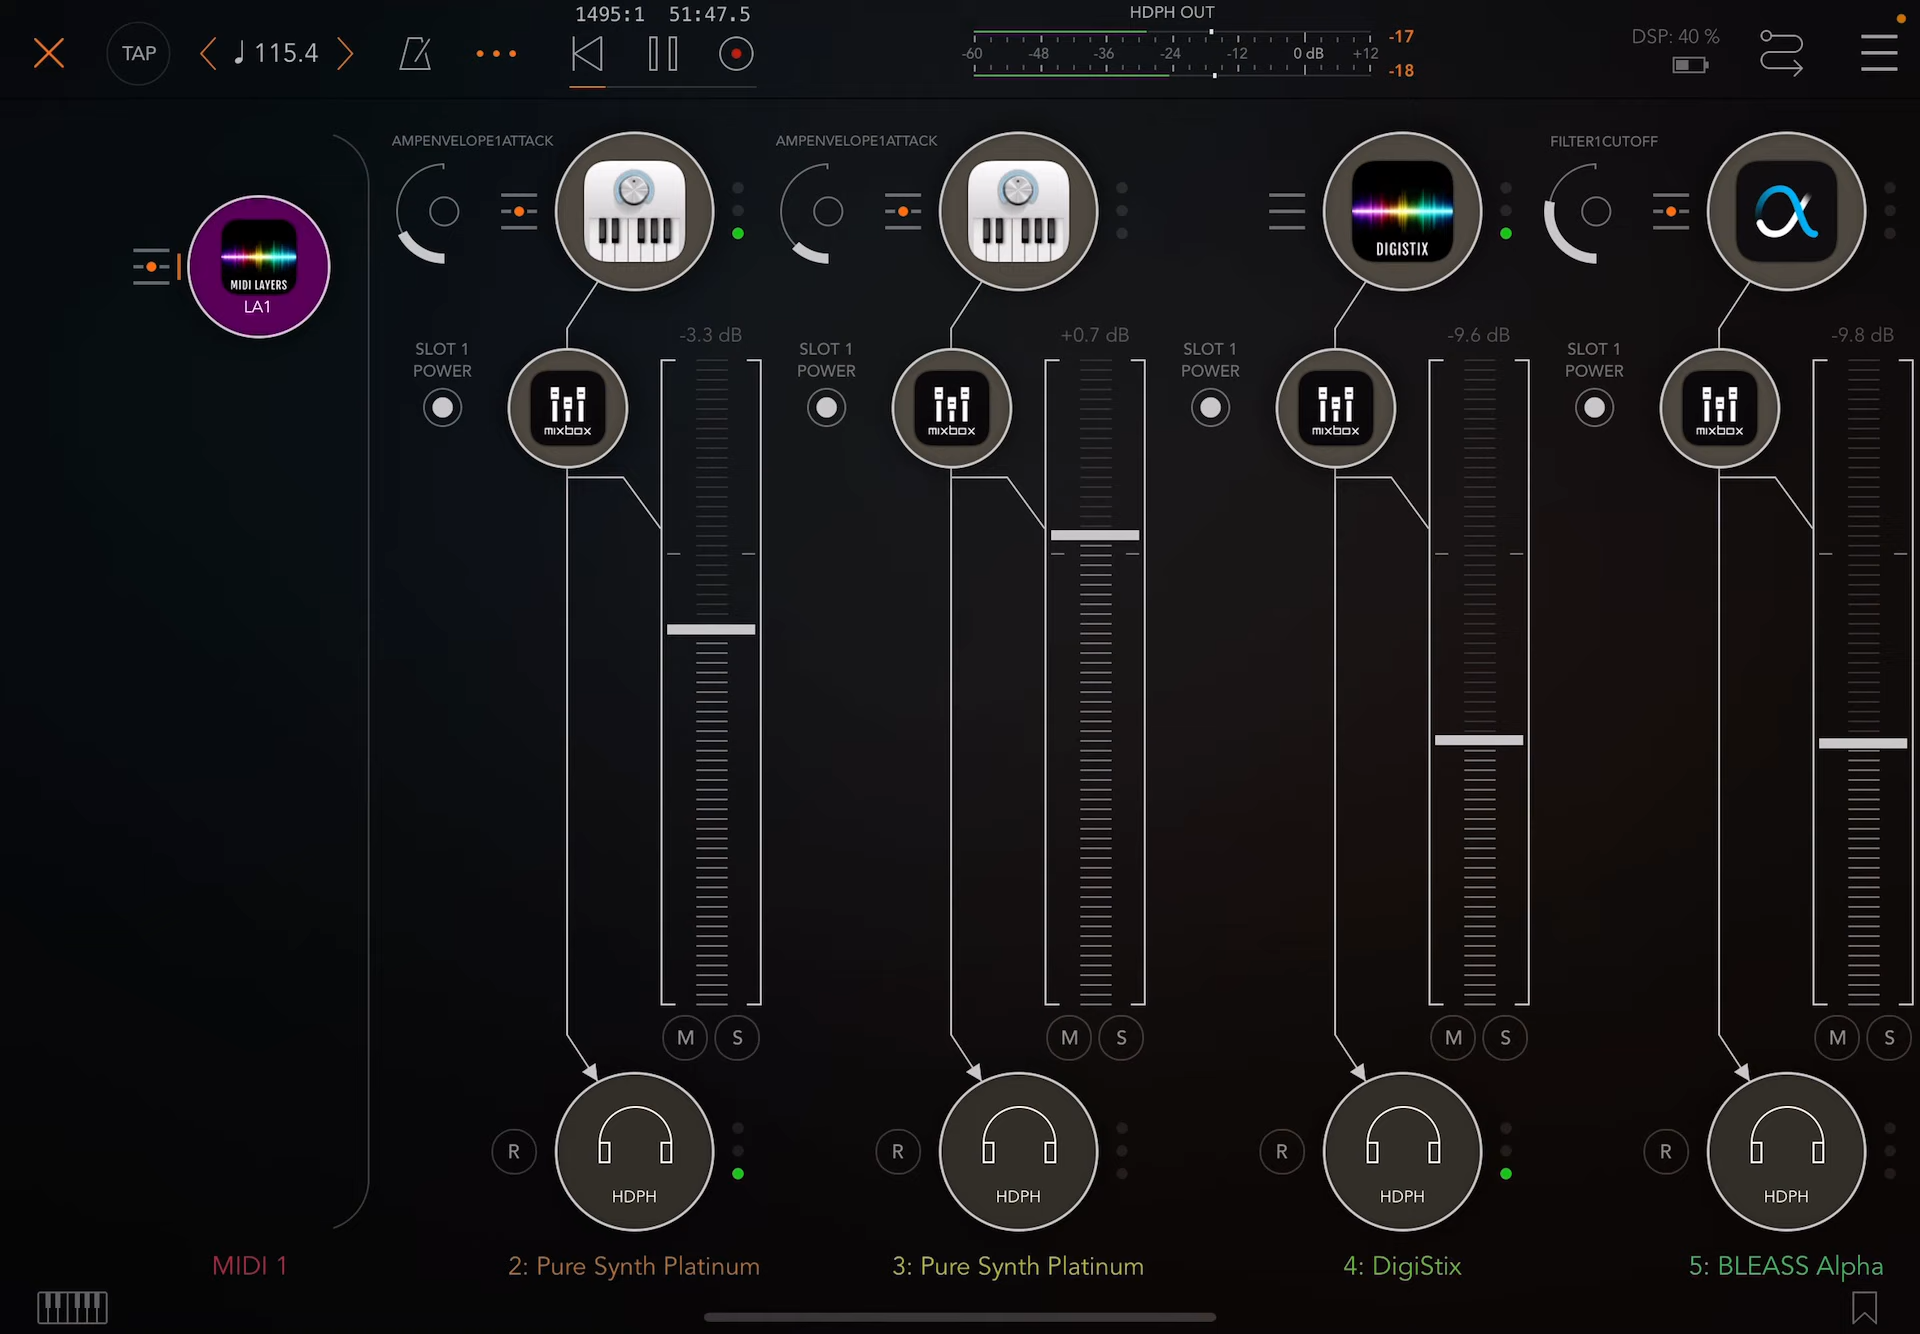 1495:1 51:47.5
HDPH OUT
TAP
115.4
-60 -48 -36 -24 -12 0 dB +12
-17
-18
DSP: 40 %
AMPENVELOPE1ATTACK
AMPENVELOPE1ATTACK
FILTER1CUTOFF
DIGISTIX
MIDI LAYERS
LA1
-3.3 dB
+0.7 dB
-9.6 dB
-9.8 dB
SLOT 1
POWER
SLOT 1
POWER
SLOT 1
POWER
SLOT 1
POWER
mixbox
mixbox
mixbox
mixbox
M S
M S
M S
M S
R
R
R
R
HDPH
HDPH
HDPH
HDPH
MIDI 1
2: Pure Synth Platinum
3: Pure Synth Platinum
4: DigiStix
5: BLEASS Alpha